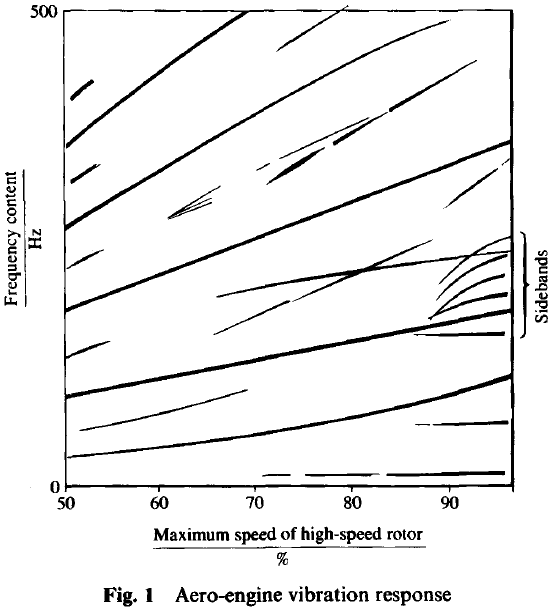 500
Frequency content
Hz
Sidebands
0
50
60
70
80
90
Maximum speed of high-speed rotor
%
Fig. 1 Aero-engine vibration response